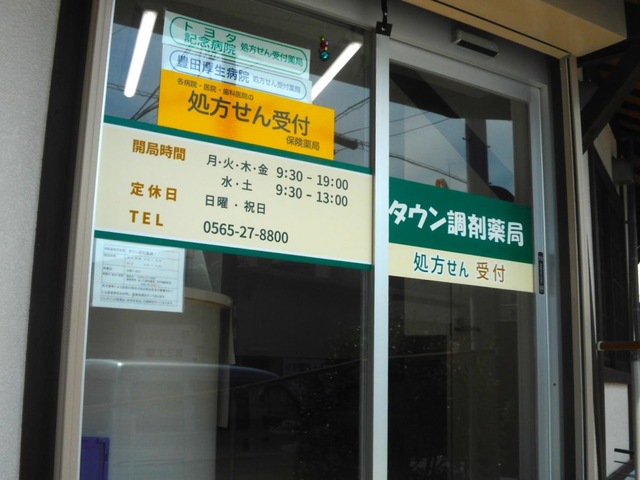 トヨタ
記念病院 処方せん受付薬局
豊田厚生病院 処方せん受付薬局
各病院・医院・歯科医院の
処方せん受付
保険薬局
開局時間 月・火・木・金 9:30－19:00
水・土 9:30－13:00
定休日 日曜・祝日
TEL 0565-27-8800
タウン調剤薬局
処方せん 受付